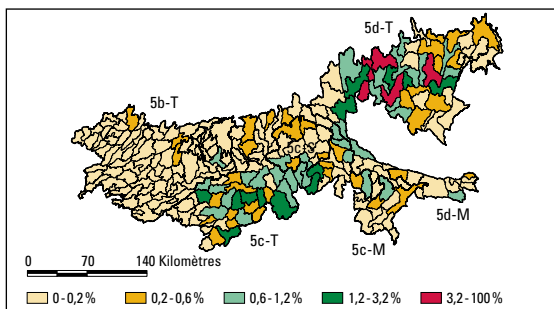 5d-T
5b-T
5c-S
5d-M
5c-M
5c-T
0 70 140 Kilomètres
0-0,2% 0,2-0,6% 0,6-1,2% 1,2-3,2% 3,2-100%